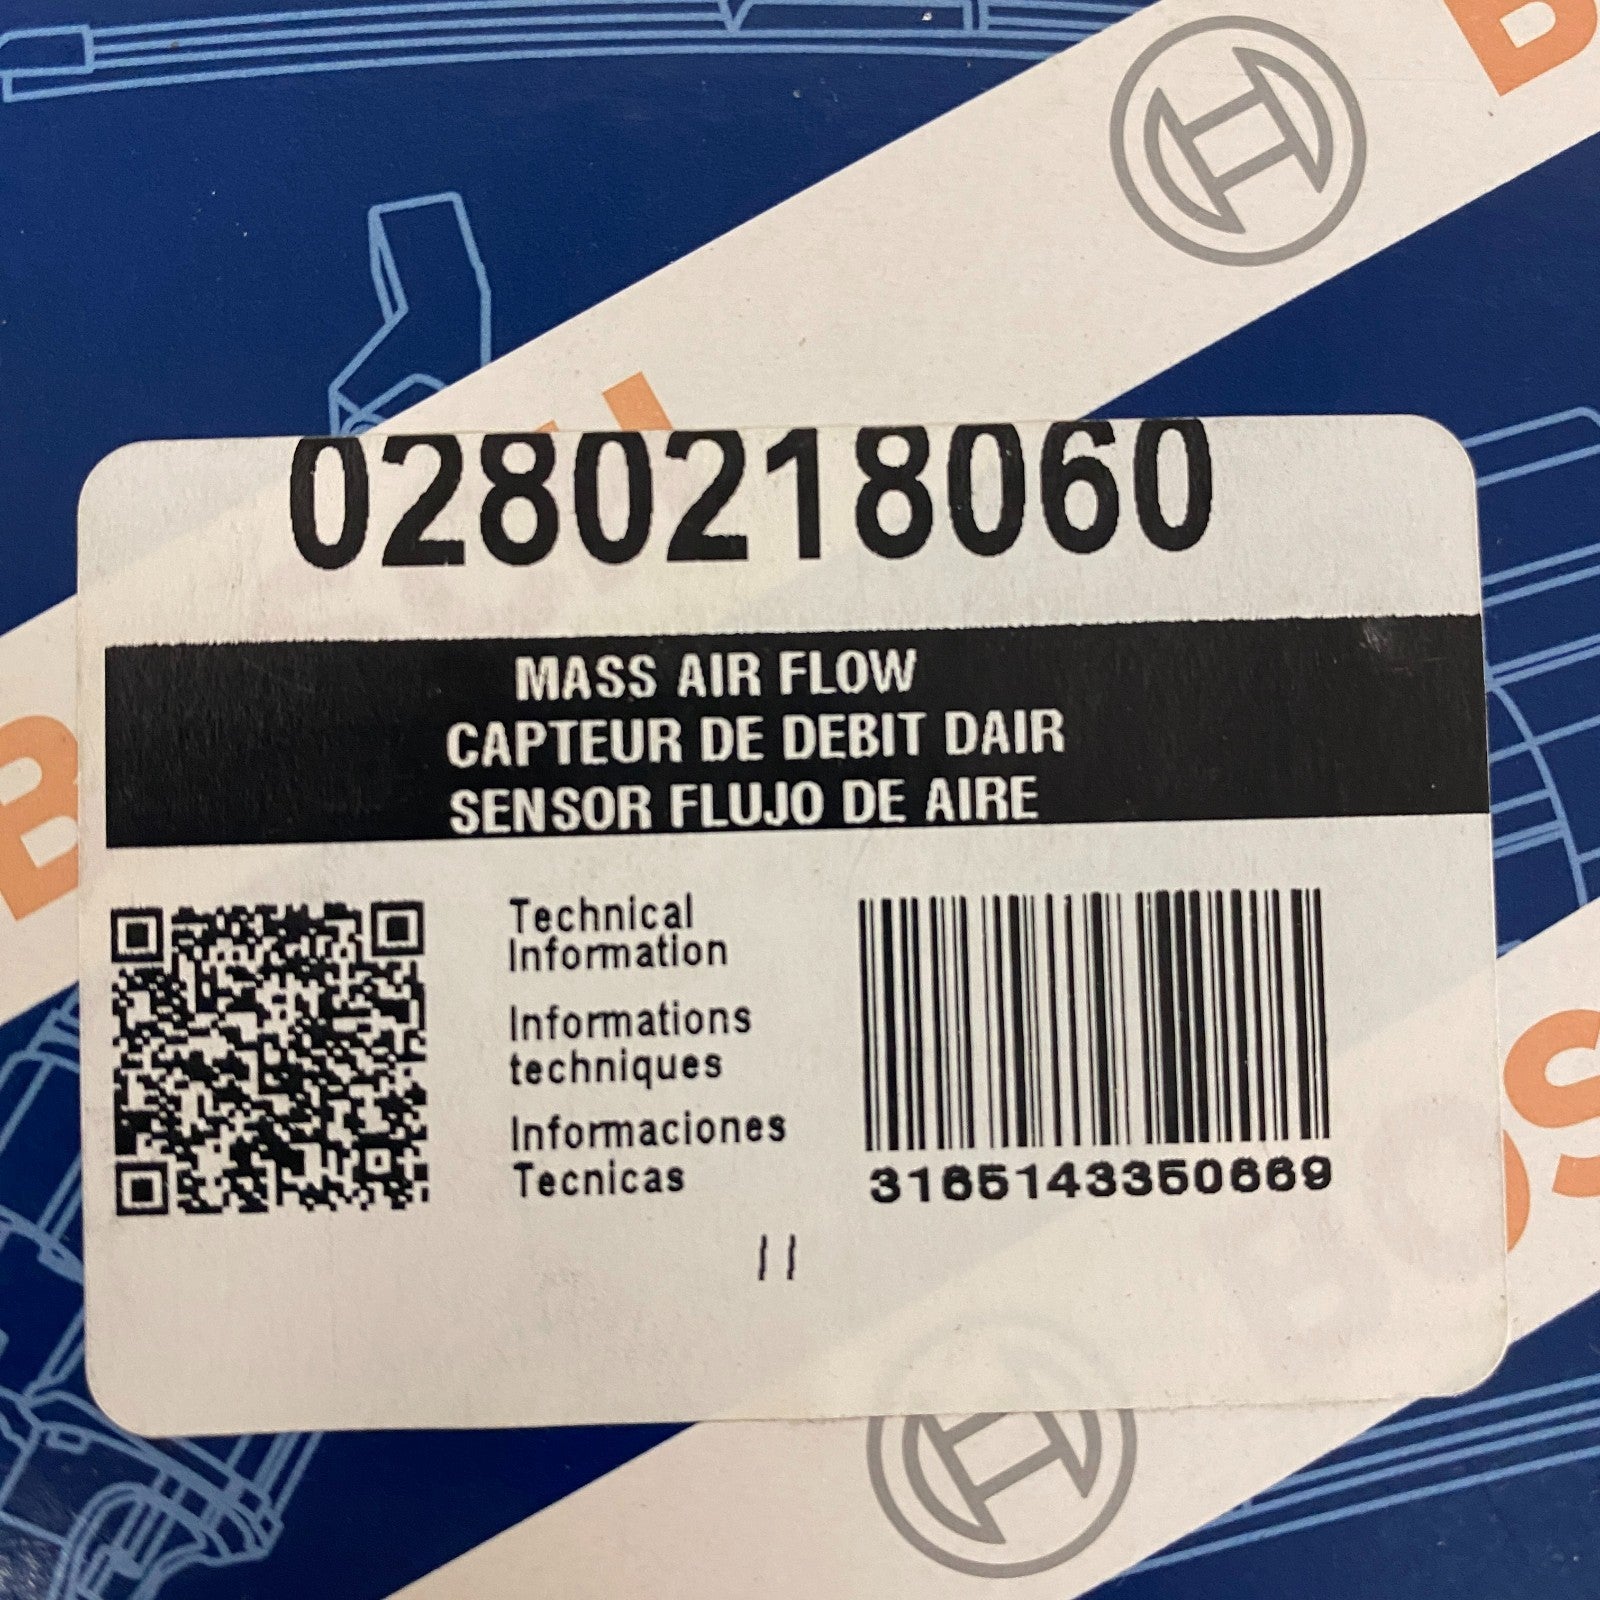 BOSCH
0280218060
MASS AIR FLOW
CAPTEUR DE DEBIT DAIR
SENSOR FLUJO DE AIRE
Technical
Information
Informations
techniques
Informaciones
Tecnicas
3165143350669